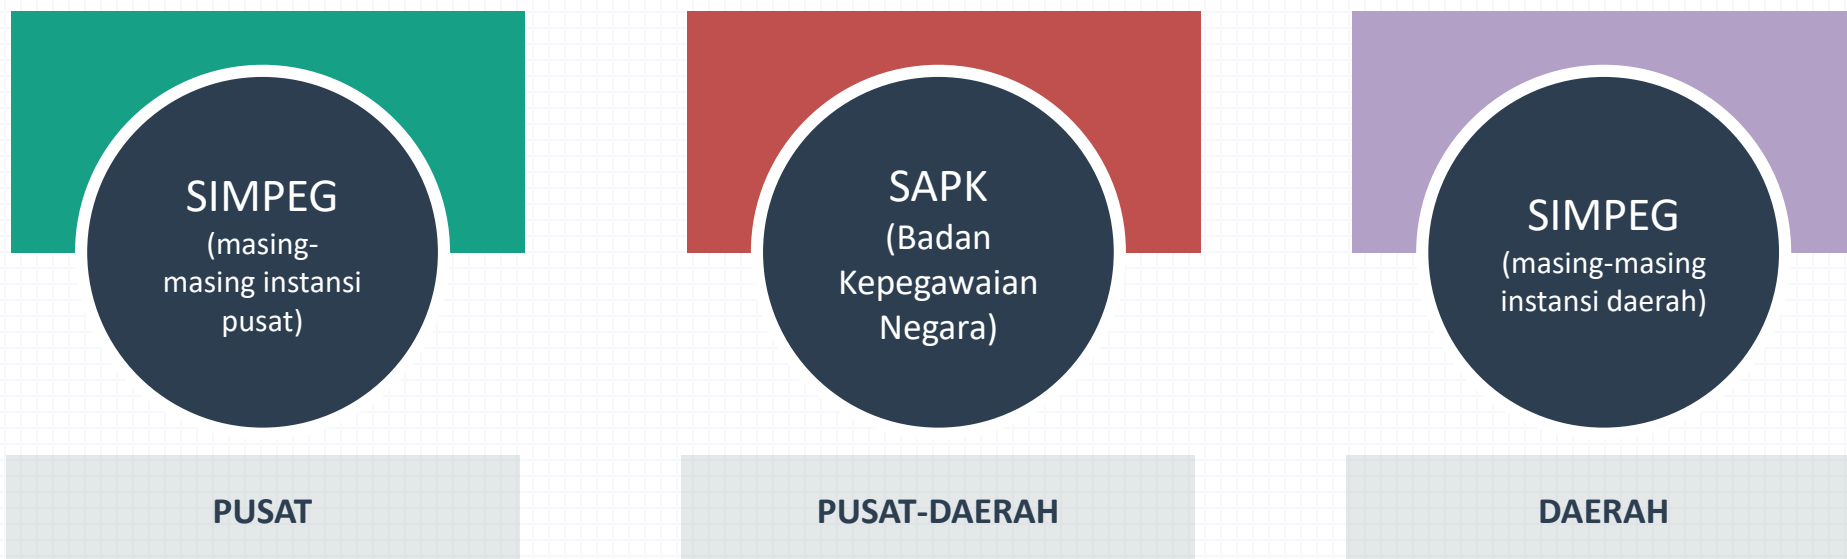 SIMPEG
(masing-
masing instansi
pusat)
SAPK
(Badan
Kepegawaian
Negara)
SIMPEG
(masing-masing
instansi daerah)
PUSAT
PUSAT-DAERAH
DAERAH